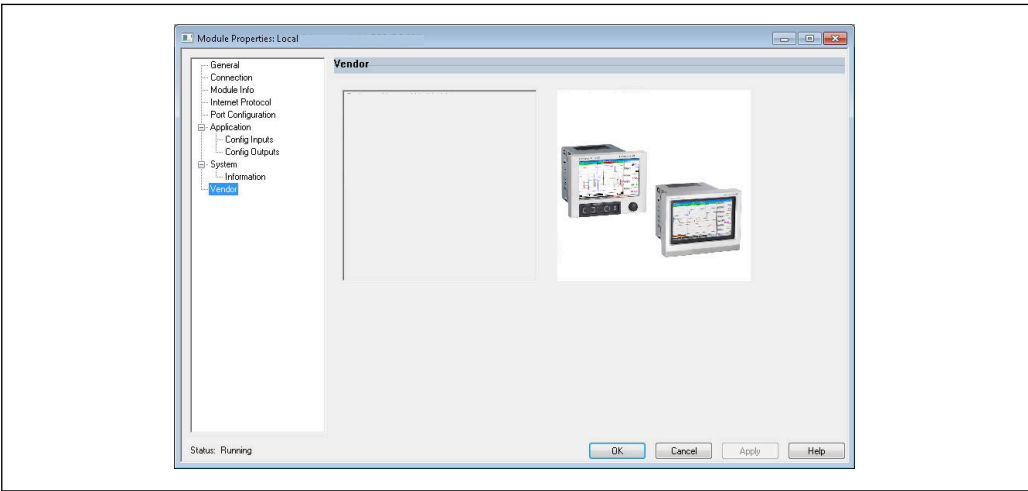 Module Properties: Local
General
Connection
Module Info
Internet Protocol
Port Configuration
Application
Config Inputs
Config Outputs
System
Information
Vendor
Vendor
Status: Running
OK
Cancel
Apply
Help